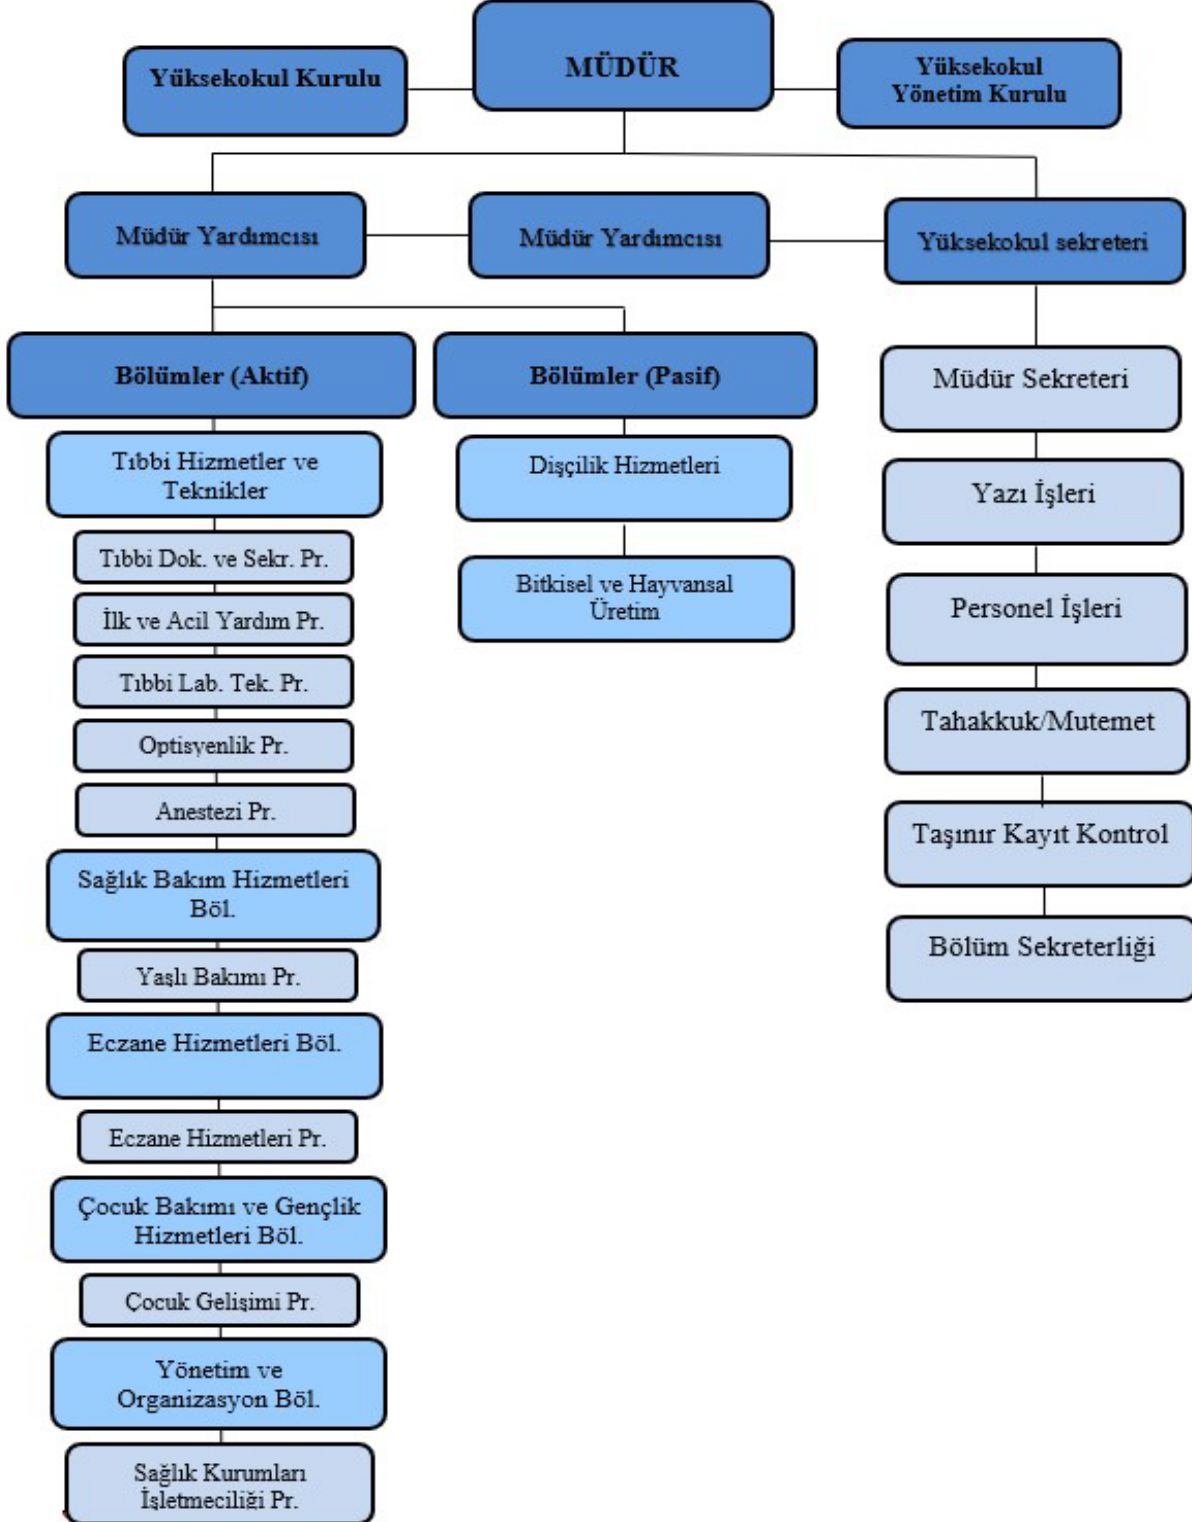 MÜDÜR
Yüksekokul Kurulu
Yüksekokul
Yönetim Kurulu
Müdür Yardımcısı
Müdür Yardımcısı
Yüksekokul sekreteri
Bölümler (Aktif)
Tıbbi Hizmetler ve
Teknikler
Tıbbi Dok. ve Sekr. Pr.
İlk ve Acil Yardım Pr.
Tıbbi Lab. Tek. Pr.
Optisyenlik Pr.
Anestezi Pr.
Sağlık Bakım Hizmetleri
Böl.
Yaşlı Bakımı Pr.
Eczane Hizmetleri Böl.
Eczane Hizmetleri Pr.
Çocuk Bakımı ve Gençlik
Hizmetleri Böl.
Çocuk Gelişimi Pr.
Yönetim ve
Organizasyon Böl.
Sağlık Kurumları
İşletmeciliği Pr.
Bölümler (Pasif)
Dişçilik Hizmetleri
Bitkisel ve Hayvansal
Üretim
Müdür Sekreteri
Yazı İşleri
Personel İşleri
Tahakkuk/Mutemet
Taşınır Kayıt Kontrol
Bölüm Sekreterliği